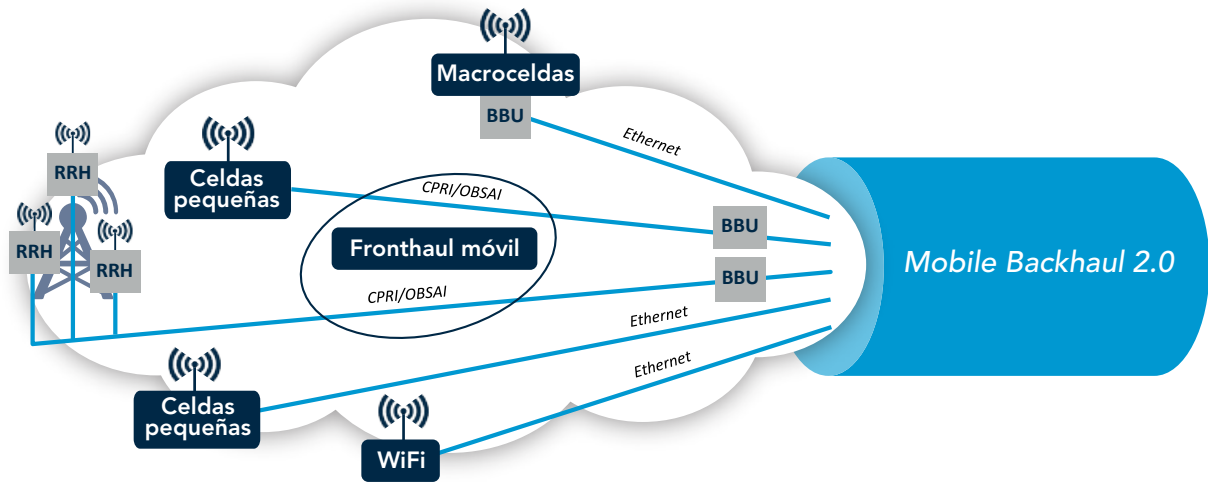 Macroceldas
BBU
Ethernet
RRH
Celdas
pequeñas
CPRI/OBSAI
BBU
RRH
RRH
Fronthaul móvil
BBU
Mobile Backhaul 2.0
CPRI/OBSAI
Ethernet
Ethernet
Celdas
pequeñas
WiFi